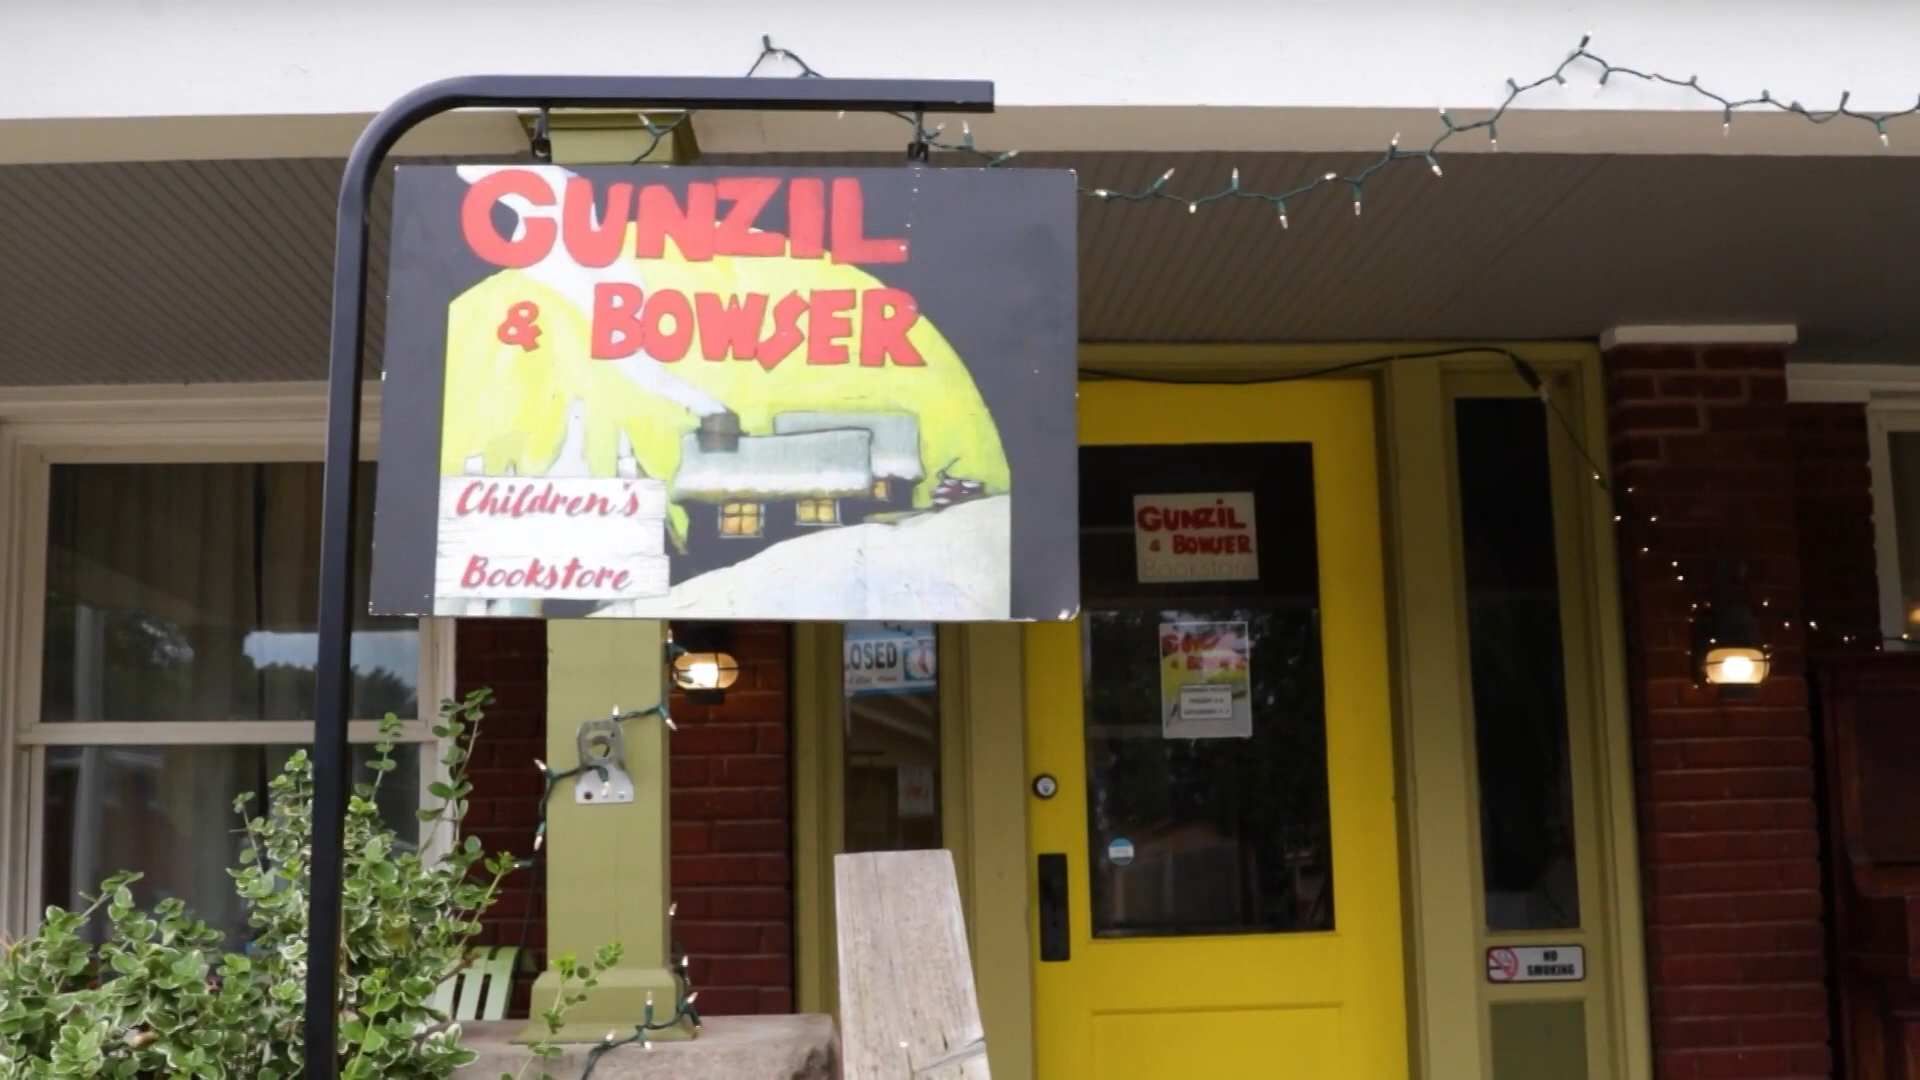 GUNZIL
& BOWSER
Children's
Bookstore
GUNZIL
& BOWSER
Bookstore
LOSED
NO
SMOKING